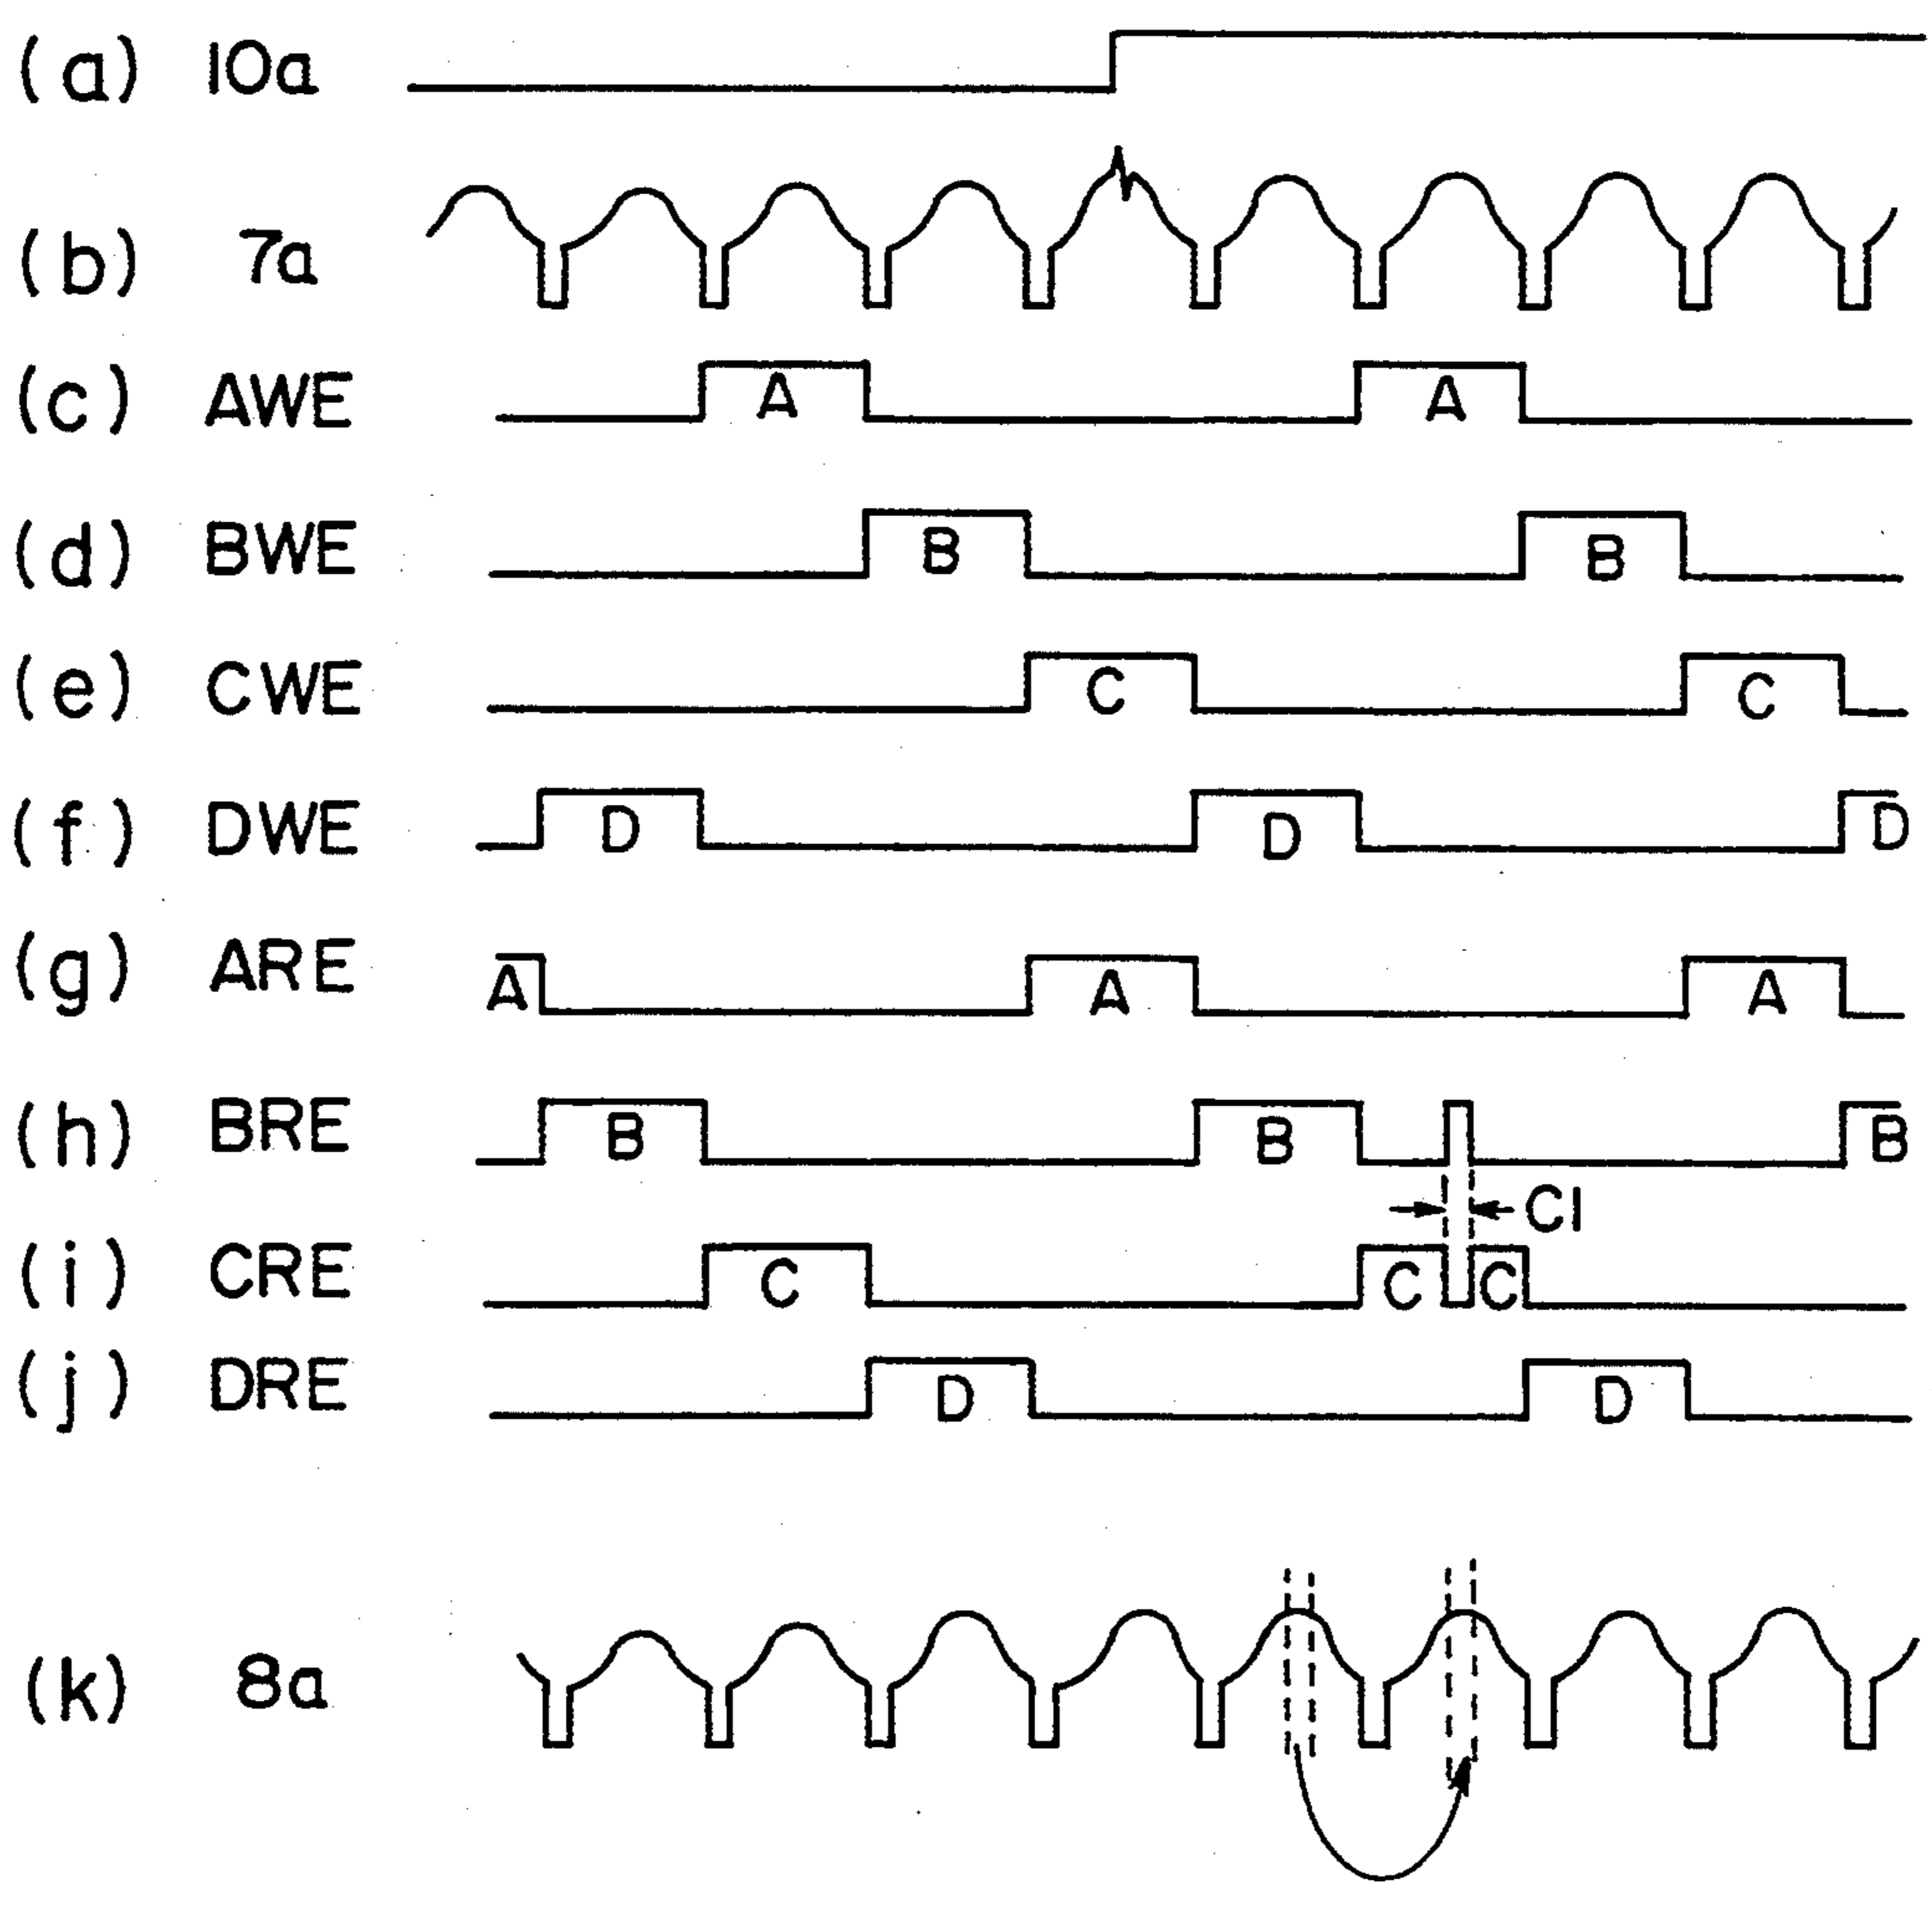 (a) 10a
(b) 7a
(c) AWE A A
(d) BWE B B
(e) CWE C C
(f) DWE D D D
(g) ARE A A A
(h) BRE B B B
C1
(i) CRE C C C
(j) DRE D D
(k) 8a